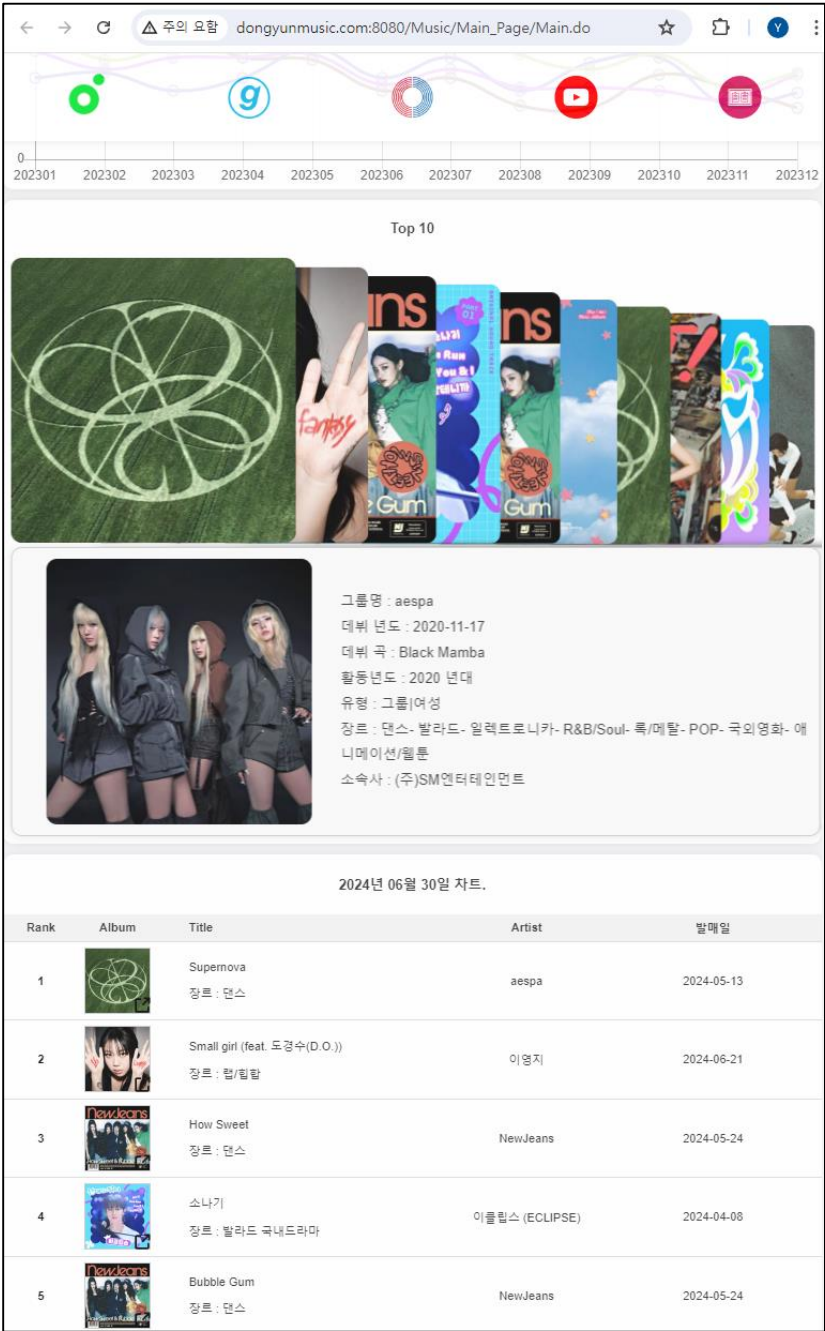 주의 요함 dongyunmusic.com:8080/Music/Main_Page/Main.do Y
g
0
202301 202302 202303 202304 202305 202306 202307 202308 202309 202310 202311 202312
Top 10
fantasy
Jeans
PART 01
Run
You & I
Gum
그룹명 : aespa
데뷔 년도 : 2020-11-17
데뷔 곡 : Black Mamba
활동년도 : 2020 년대
유형 : 그룹|여성
장르 : 댄스- 발라드- 일렉트로니카- R&B/Soul- 록/메탈- POP- 국외영화- 애
니메이션/웹툰
소속사 : (주)SM엔터테인먼트
2024년 06월 30일 차트.
Rank Album Title Artist 발매일
1 Supernova aespa 2024-05-13
장르 : 댄스
2 Small girl (feat. 도경수(D.O.)) 이영지 2024-06-21
장르 : 랩/힙합
3 NewJeans How Sweet NewJeans 2024-05-24
장르 : 댄스
4 소나기 이클립스 (ECLIPSE) 2024-04-08
장르 : 발라드 국내드라마
5 NewJeans Bubble Gum NewJeans 2024-05-24
장르 : 댄스